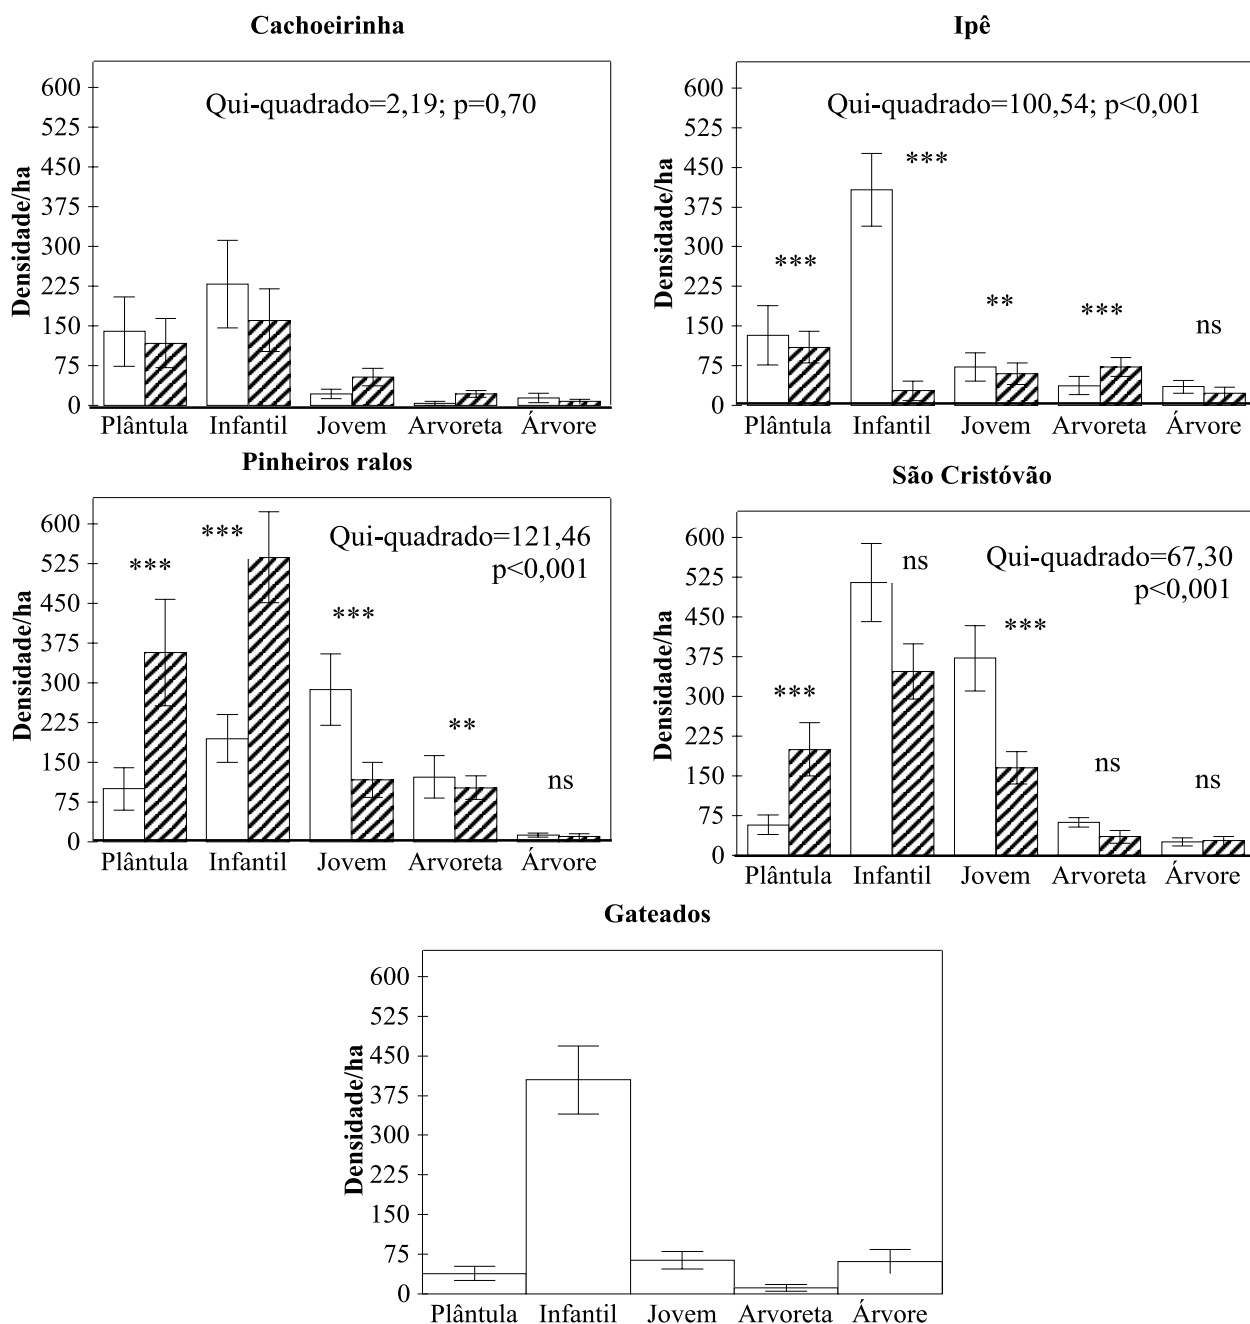 Cachoeirinha
Densidade/ha
600
525
450
375
300
225
150
75
0
Qui-quadrado=2,19; p=0,70
Plântula Infantil Jovem Arvoreta Árvore
Ipê
Densidade/ha
600
525
450
375
300
225
150
75
0
Qui-quadrado=100,54; p<0,001
***
***
**
***
ns
Plântula Infantil Jovem Arvoreta Árvore
Pinheiros ralos
Densidade/ha
600
525
450
375
300
225
150
75
0
Qui-quadrado=121,46
p<0,001
***
***
***
**
ns
Plântula Infantil Jovem Arvoreta Árvore
São Cristóvão
Densidade/ha
600
525
450
375
300
225
150
75
0
Qui-quadrado=67,30
p<0,001
***
ns
***
ns
ns
Plântula Infantil Jovem Arvoreta Árvore
Gateados
Densidade/ha
600
525
450
375
300
225
150
75
0
Plântula Infantil Jovem Arvoreta Árvore